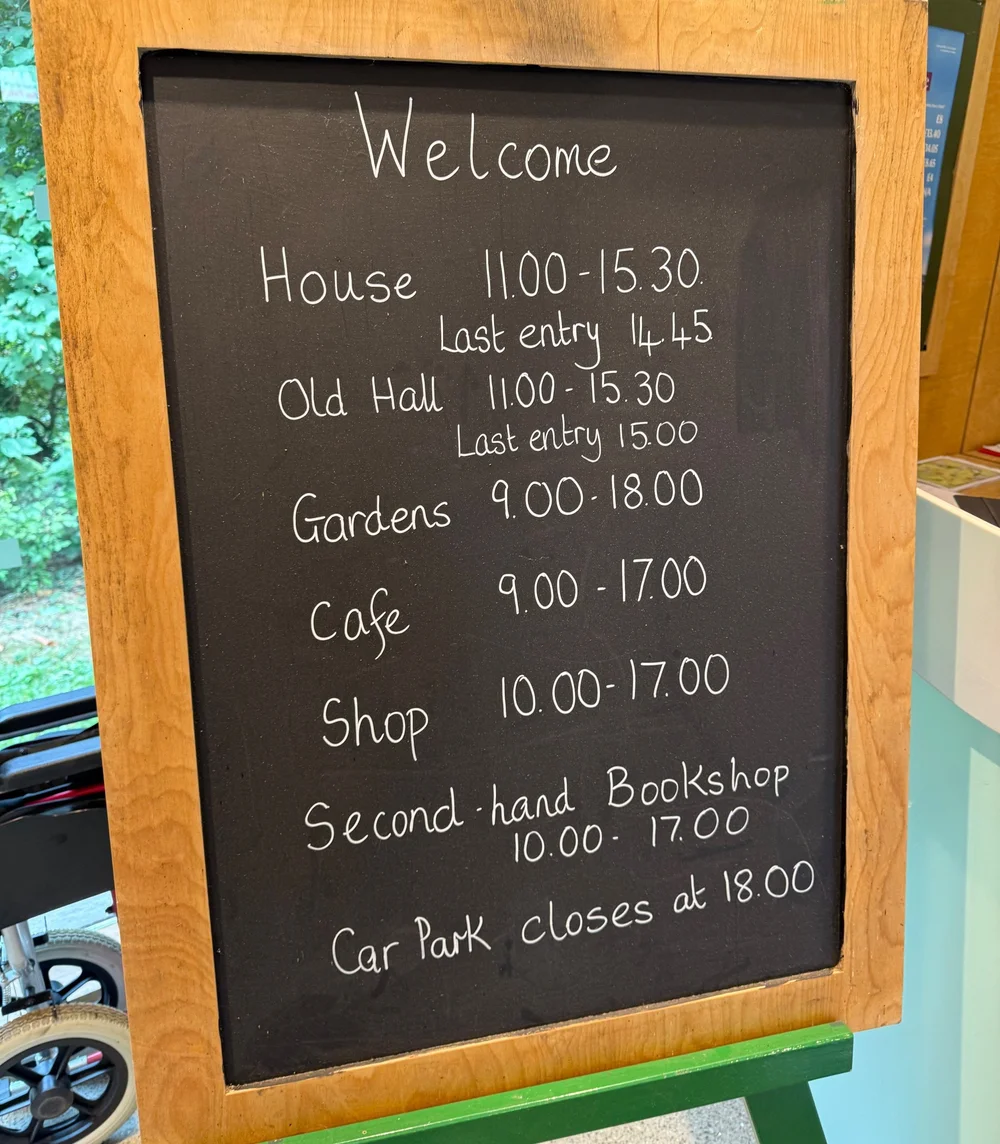 Welcome
House 11.00 - 15.30.
Last entry 14.45
Old Hall 11.00 - 15.30
Last entry 15.00
Gardens 9.00 - 18.00
Cafe 9.00 - 17.00
Shop 10.00 - 17.00
Second-hand Bookshop
10.00 - 17.00
Car Park closes at 18.00